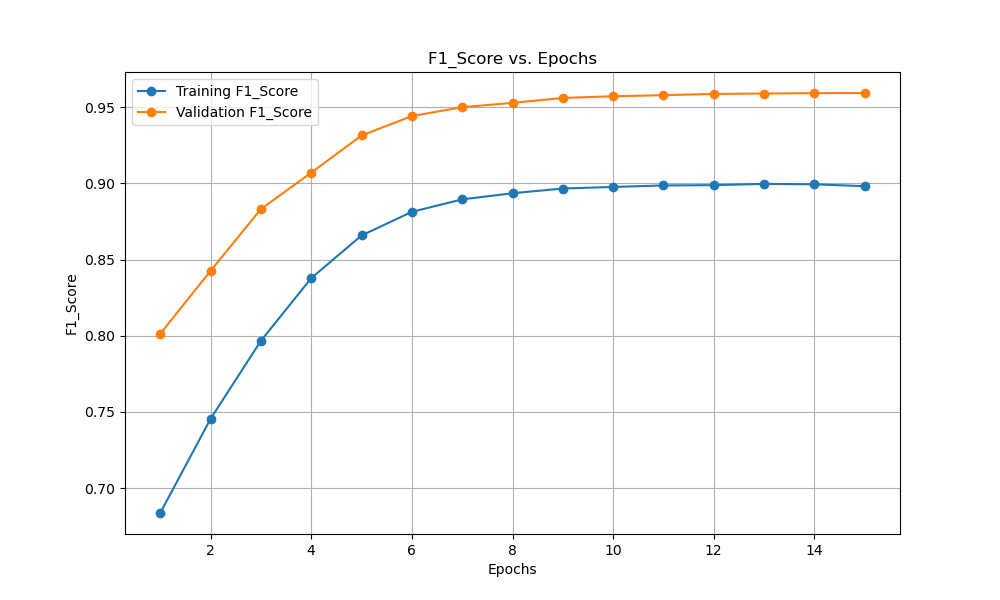 F1_Score vs. Epochs
Training F1_Score
Validation F1_Score
F1_Score
0.95
0.90
0.85
0.80
0.75
0.70
2 4 6 8 10 12 14
Epochs